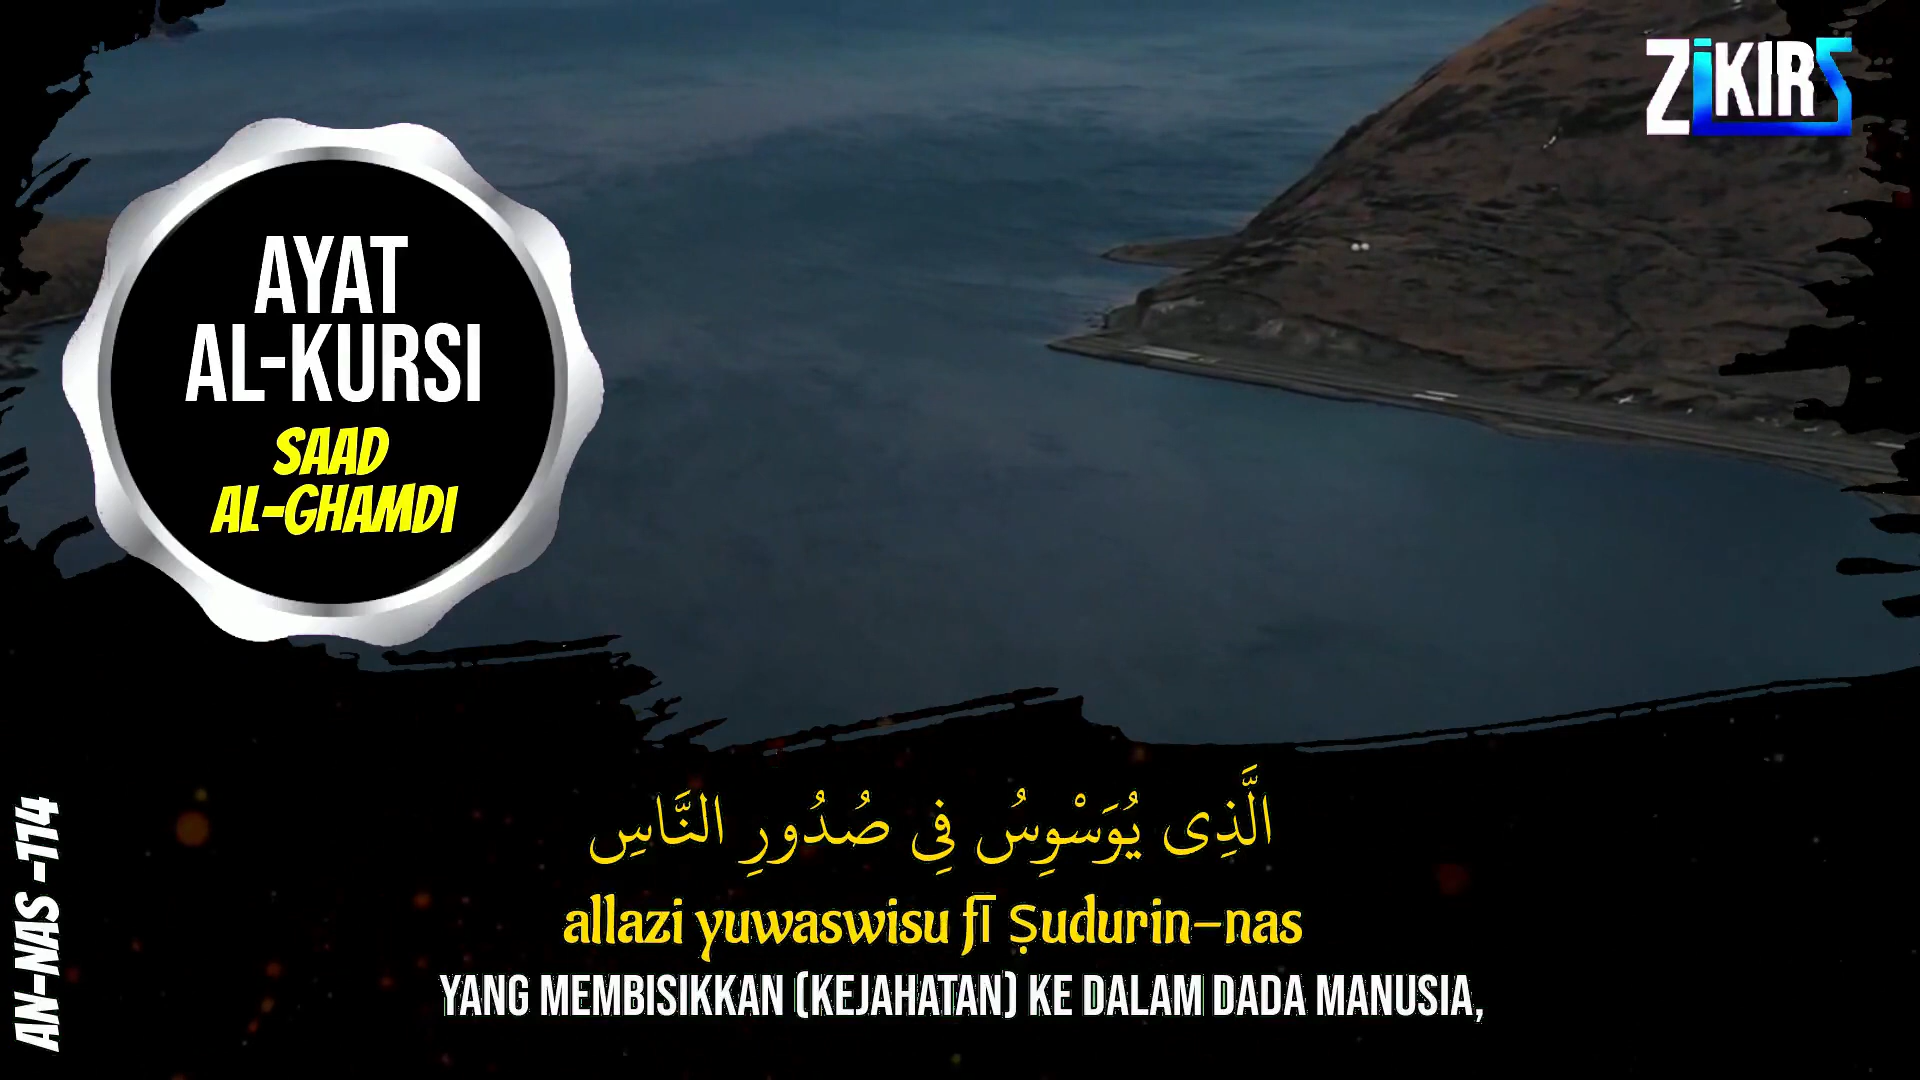 ZiKIRS
AYAT
AL-KURSI
SAAD
AL-GHAMDI
AN-NAS -114
الَّذِى يُوَسْوِسُ فِي صُدُورِ النَّاسِ
allazi yuwaswisu fī Ṣudurin-nas
YANG MEMBISIKKAN (KEJAHATAN) KE DALAM DADA MANUSIA,